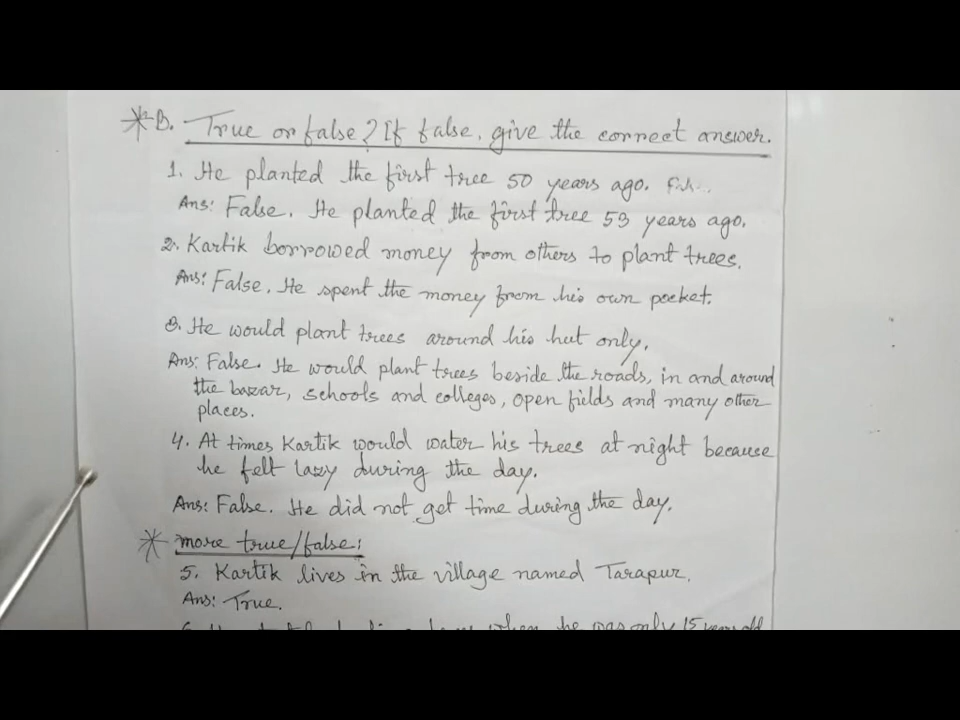 *B. True or false? If false, give the correct answer.
1. He planted the first tree 50 years ago.
Ans: False. He planted the first tree 53 years ago.
2. Kartik borrowed money from others to plant trees.
Ans: False. He spent the money from his own pocket.
3. He would plant trees around his hut only.
Ans: False. He would plant trees beside the roads, in and around
the bazar, schools and colleges, open fields and many other
places.
4. At times Kartik would water his trees at night because
he felt lazy during the day.
Ans: False. He did not get time during the day.
* more true/false:
5. Kartik lives in the village named Tarapur.
Ans: True.
he was only 15 years old